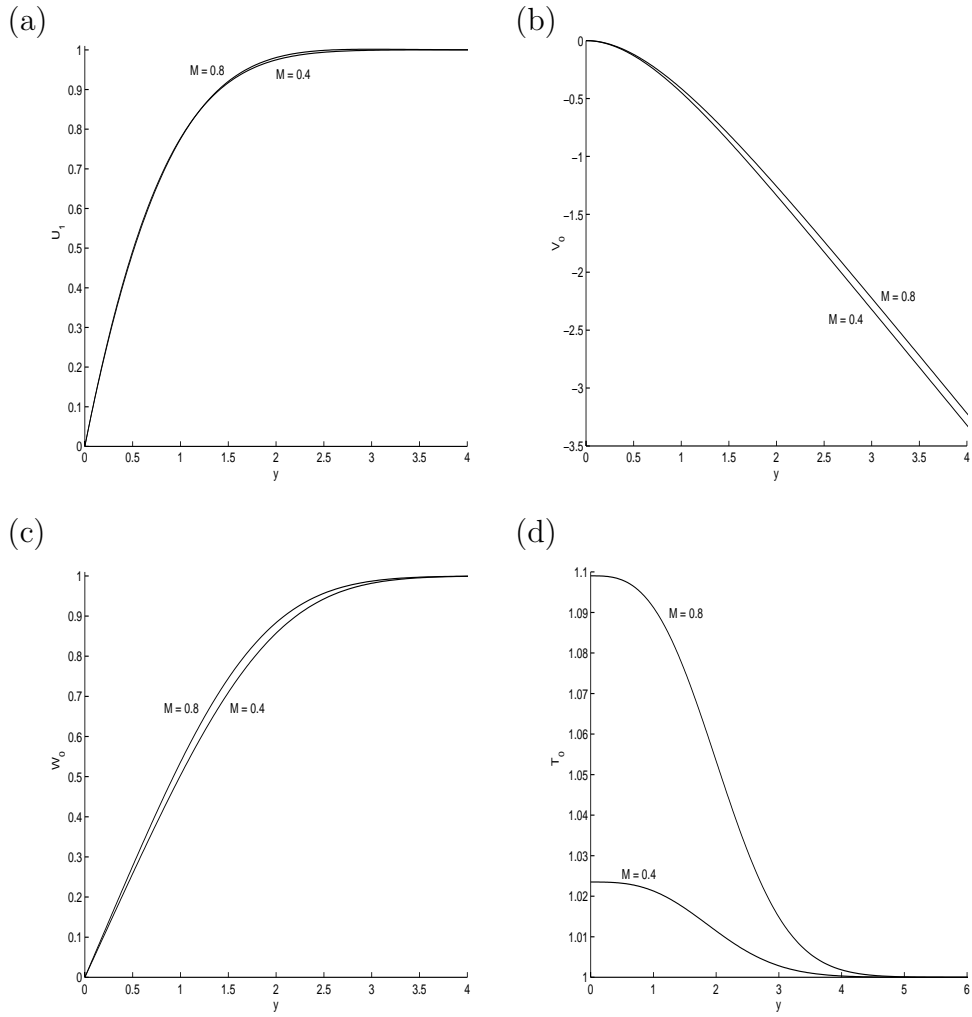 (a)
1
0.9
0.8
0.7
0.6
0.5
0.4
0.3
0.2
0.1
0
U1
M = 0.8
M = 0.4
0 0.5 1 1.5 2 2.5 3 3.5 4
y
(b)
0
−0.5
−1
−1.5
−2
−2.5
−3
−3.5
V0
M = 0.8
M = 0.4
0 0.5 1 1.5 2 2.5 3 3.5 4
y
(c)
1
0.9
0.8
0.7
0.6
0.5
0.4
0.3
0.2
0.1
0
W0
M = 0.8 M = 0.4
0 0.5 1 1.5 2 2.5 3 3.5 4
y
(d)
1.1
1.09
1.08
1.07
1.06
1.05
1.04
1.03
1.02
1.01
1
T0
M = 0.8
M = 0.4
0 1 2 3 4 5 6
y